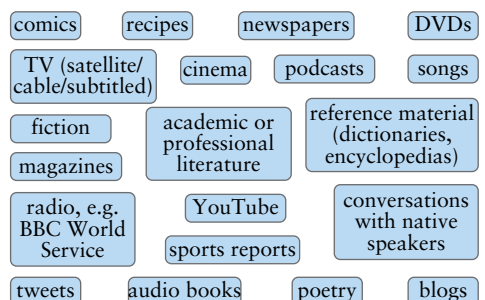 comics recipes newspapers DVDs
TV (satellite/
cable/subtitled)
cinema podcasts songs
fiction
academic or
professional
literature
reference material
(dictionaries,
encyclopedias)
magazines
radio, e.g.
BBC World
Service
YouTube
conversations
with native
speakers
sports reports
tweets audio books poetry blogs